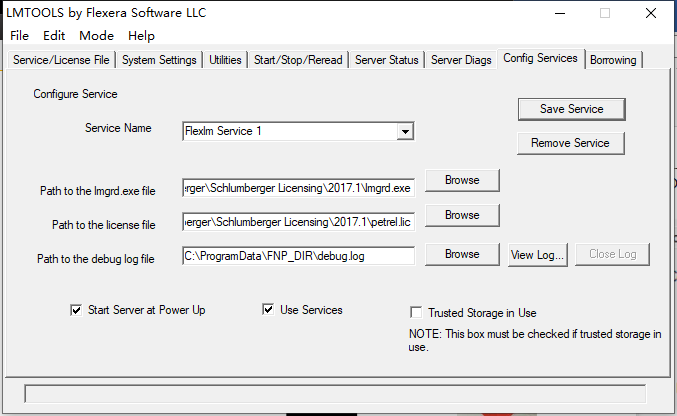 LMTOOLS by Flexera Software LLC
File Edit Mode Help
Service/License File System Settings Utilities Start/Stop/Reread Server Status Server Diags Config Services Borrowing
Configure Service
Save Service
Service Name Flexlm Service 1
Remove Service
Path to the lmgrd.exe file erger\Schlumberger Licensing\2017.1\lmgrd.exe Browse
Path to the license file erger\Schlumberger Licensing\2017.1\petrel.lic Browse
Path to the debug log file C:\ProgramData\FNP_DIR\debug.log Browse View Log... Close Log
Start Server at Power Up Use Services Trusted Storage in Use
NOTE: This box must be checked if trusted storage in
use.